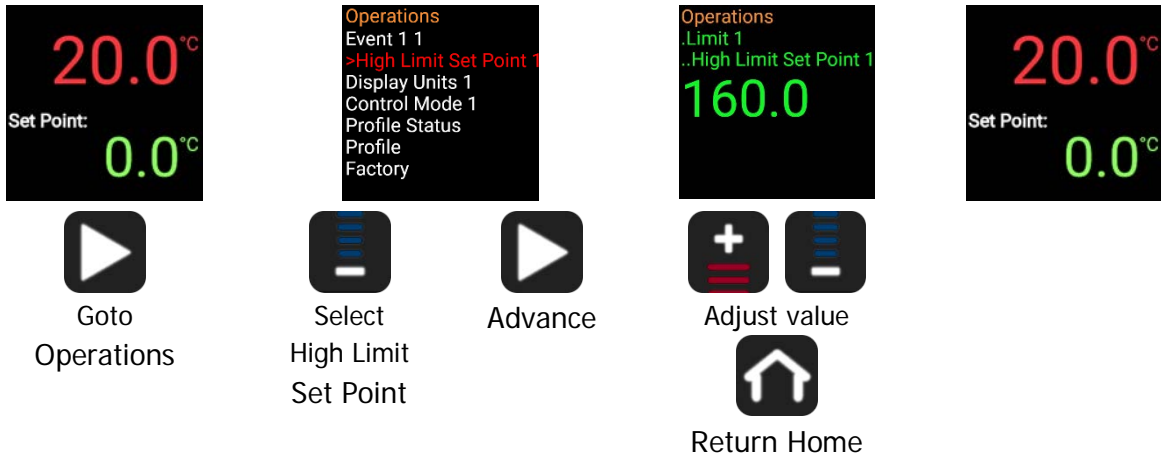 20.0°C
Set Point:
0.0°C
Operations
Event 1 1
>High Limit Set Point 1
Display Units 1
Control Mode 1
Profile Status
Profile
Factory
Operations
.Limit 1
..High Limit Set Point 1
160.0
20.0°C
Set Point:
0.0°C
Goto
Operations
Select
High Limit
Set Point
Advance
Adjust value
Return Home